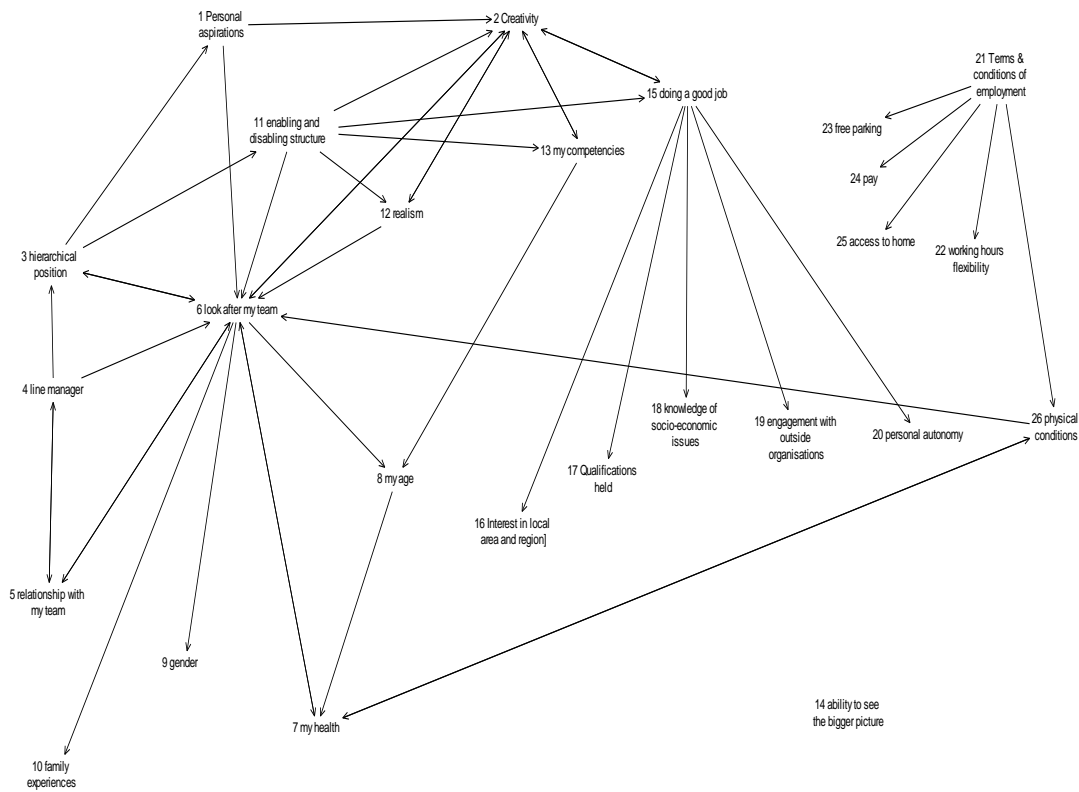 1 Personal
aspirations
2 Creativity
21 Terms &
conditions of
employment
15 doing a good job
11 enabling and
disabling structure
23 free parking
13 my competencies
24 pay
12 realism
25 access to home
22 working hours
flexibility
3 hierarchical
position
6 look after my team
4 line manager
18 knowledge of
socio-economic
issues
19 engagement with
outside
organisations
20 personal autonomy
26 physical
conditions
8 my age
17 Qualifications
held
16 Interest in local
area and region]
5 relationship with
my team
9 gender
7 my health
14 ability to see
the bigger picture
10 family
experiences